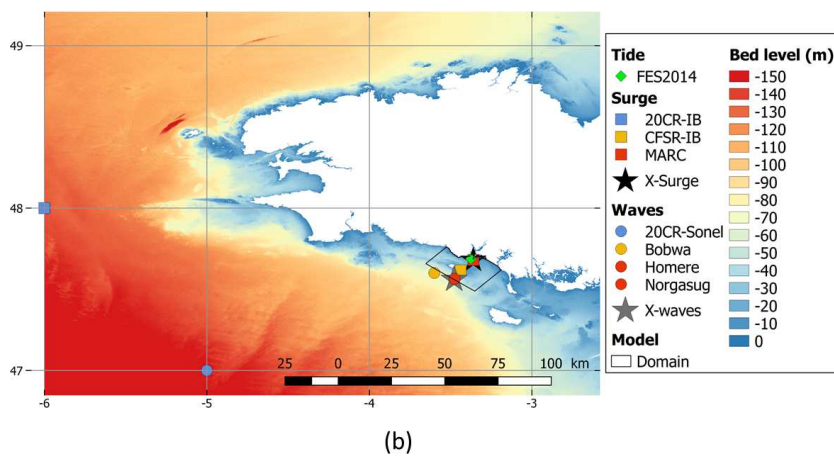 49
48
47
-6
-5
-4
-3
25 0 25 50 75 100 km
Tide
FES2014
Surge
20CR-IB
CFSR-IB
MARC
X-Surge
Waves
20CR-Sonel
Bobwa
Homere
Norgasug
X-waves
Model
Domain
Bed level (m)
-150
-140
-130
-120
-110
-100
-90
-80
-70
-60
-50
-40
-30
-20
-10
0
(b)